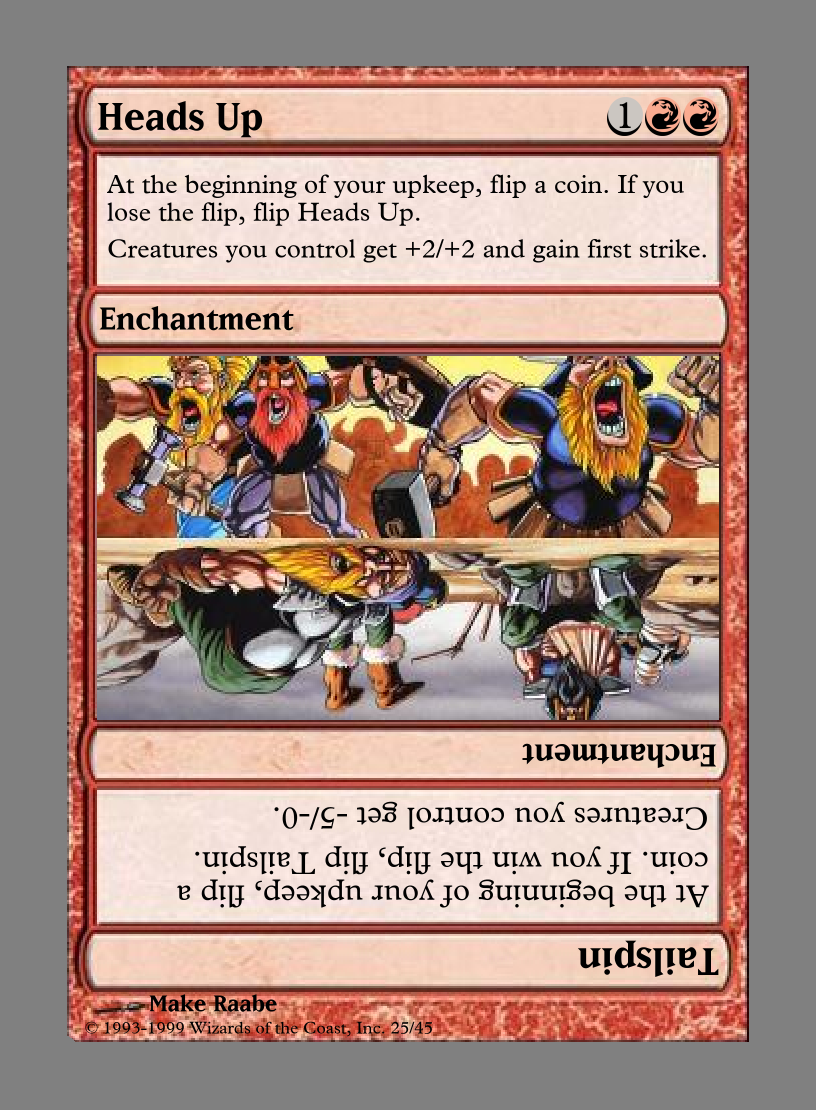 Heads Up
1
At the beginning of your upkeep, flip a coin. If you
lose the flip, flip Heads Up.
Creatures you control get +2/+2 and gain first strike.
Enchantment
Tailspin
At the beginning of your upkeep, flip a
coin. If you win the flip, flip Tailspin.
Creatures you control get -5/-0.
Enchantment
Make Raabe
© 1993-1999 Wizards of the Coast, Inc. 25/45